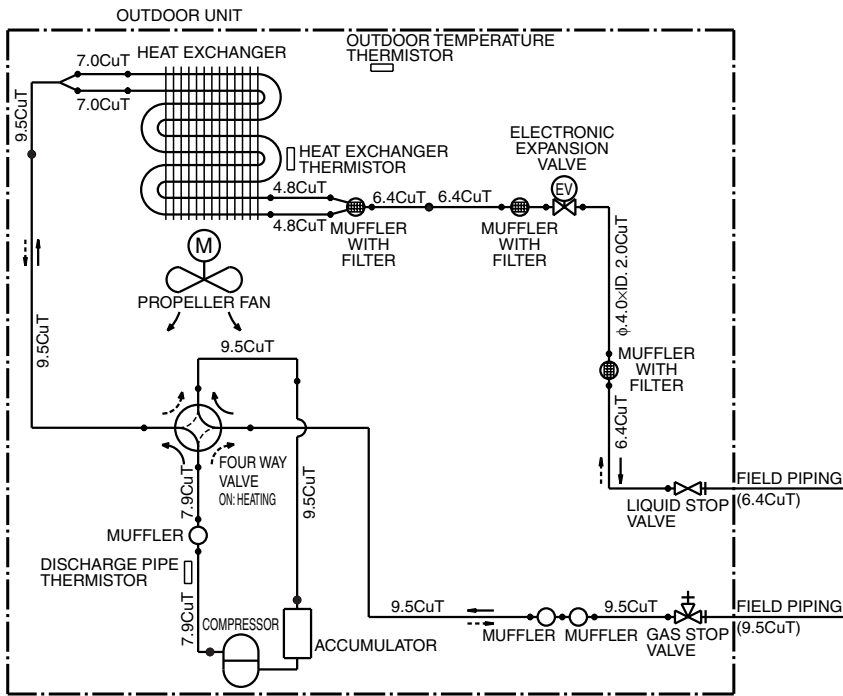 OUTDOOR UNIT
HEAT EXCHANGER
OUTDOOR TEMPERATURE
THERMISTOR
7.0CuT
7.0CuT
9.5CuT
HEAT EXCHANGER
THERMISTOR
ELECTRONIC
EXPANSION
VALVE
EV
4.8CuT
4.8CuT
6.4CuT
6.4CuT
MUFFLER
WITH
FILTER
MUFFLER
WITH
FILTER
M
PROPELLER FAN
φ.4.0×ID. 2.0CuT
9.5CuT
9.5CuT
MUFFLER
WITH
FILTER
6.4CuT
FOUR WAY
VALVE
ON: HEATING
7.9CuT
9.5CuT
FIELD PIPING
(6.4CuT)
LIQUID STOP
VALVE
MUFFLER
DISCHARGE PIPE
THERMISTOR
7.9CuT
COMPRESSOR
ACCUMULATOR
9.5CuT
9.5CuT
MUFFLER
MUFFLER
GAS STOP
VALVE
FIELD PIPING
(9.5CuT)